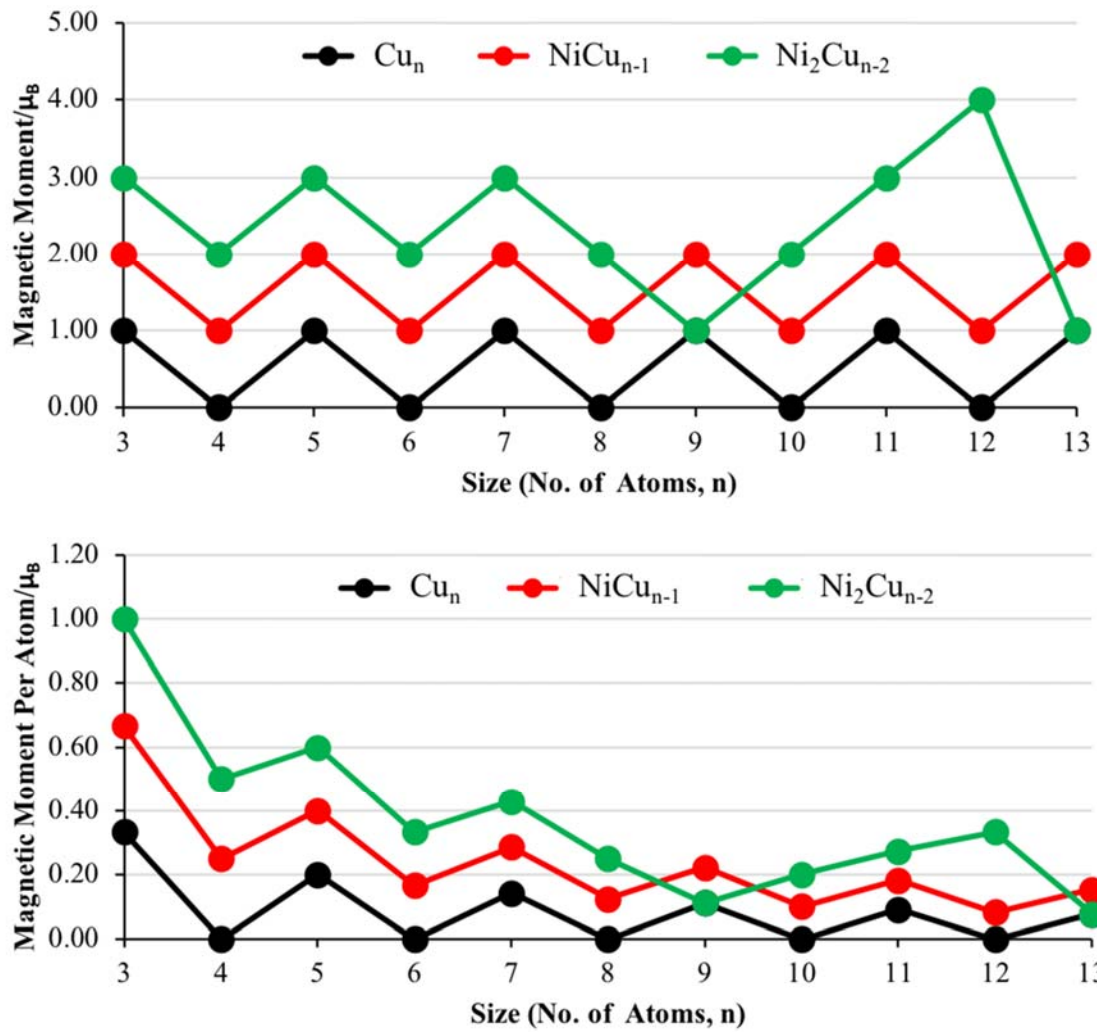 5.00
Cuₙ NiCuₙ₋₁ Ni₂Cuₙ₋₂
4.00
3.00
2.00
1.00
0.00
Magnetic Moment/μB
3 4 5 6 7 8 9 10 11 12 13
Size (No. of Atoms, n)
1.20
Cuₙ NiCuₙ₋₁ Ni₂Cuₙ₋₂
1.00
0.80
0.60
0.40
0.20
0.00
Magnetic Moment Per Atom/μB
3 4 5 6 7 8 9 10 11 12 13
Size (No. of Atoms, n)